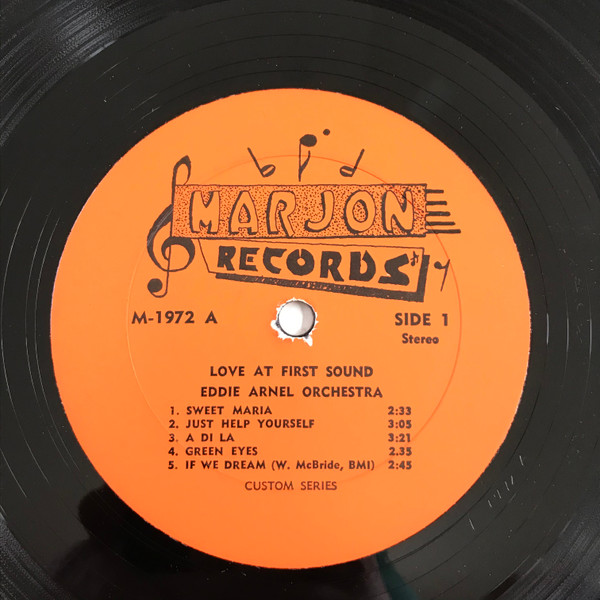 MARJON
RECORDS
M-1972 A SIDE 1
Stereo
LOVE AT FIRST SOUND
EDDIE ARNEL ORCHESTRA
1. SWEET MARIA 2:33
2. JUST HELP YOURSELF 3:05
3. A DI LA 3:21
4. GREEN EYES 2.35
5. IF WE DREAM (W. McBride, BMI) 2:45
CUSTOM SERIES